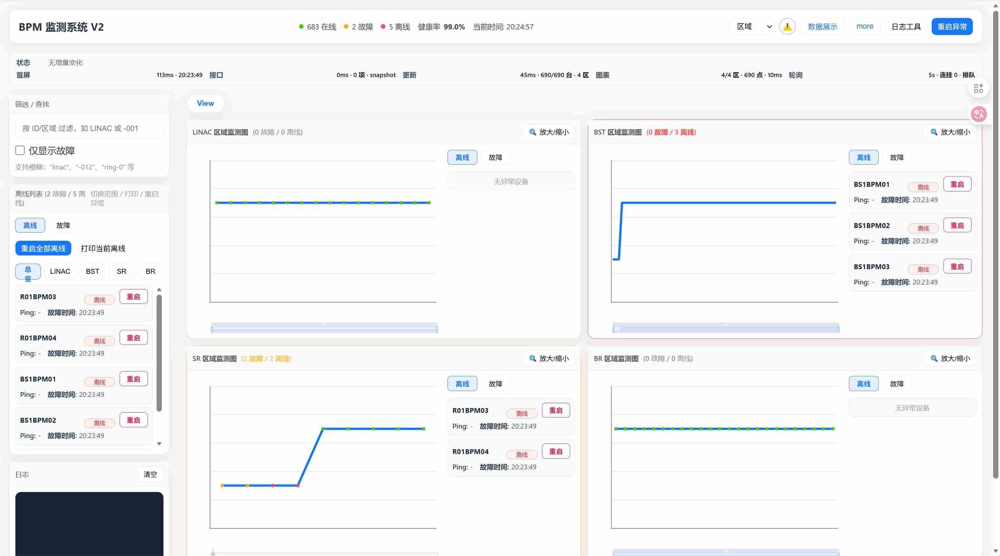 BPM 监测系统 V2
683 在线 2 故障 5 离线 健康率 99.0% 当前时间: 20:24:57
区域
数据展示
more
日志工具
重启异常
状态 无增量变化
首屏 113ms · 20:23:49 接口 0ms · 0 项 · snapshot 更新 45ms · 690/690 台 · 4 区 图表 4/4 区 · 690 点 · 10ms 轮询 5s · 连挂 0 · 排队
筛选 / 查找
按 ID/区域 过滤，如 LINAC 或 -001
仅显示故障
支持模糊："linac"、"-012"、"ring-0" 等
离线列表 (2 故障 / 5 离
线)
切换范围 / 打印 / 重启
异常
离线 故障
重启全部离线 打印当前离线
总
览
LINAC BST SR BR
R01BPM03 离线 重启
Ping: - 故障时间: 20:23:49
R01BPM04 离线 重启
Ping: - 故障时间: 20:23:49
BS1BPM01 离线 重启
Ping: - 故障时间: 20:23:49
BS1BPM02 离线 重启
Ping: - 故障时间: 20:23:49
日志 清空
View
LINAC 区域监测图 (0 故障 / 0 离线) 放大/缩小
离线 故障
无异常设备
BST 区域监测图 (0 故障 / 3 离线) 放大/缩小
离线 故障
BS1BPM01 离线 重启
Ping: - 故障时间: 20:23:49
BS1BPM02 离线 重启
Ping: - 故障时间: 20:23:49
BS1BPM03 离线 重启
Ping: - 故障时间: 20:23:49
SR 区域监测图 (2 故障 / 2 离线) 放大/缩小
离线 故障
R01BPM03 离线 重启
Ping: - 故障时间: 20:23:49
R01BPM04 离线 重启
Ping: - 故障时间: 20:23:49
BR 区域监测图 (0 故障 / 0 离线) 放大/缩小
离线 故障
无异常设备
中 A